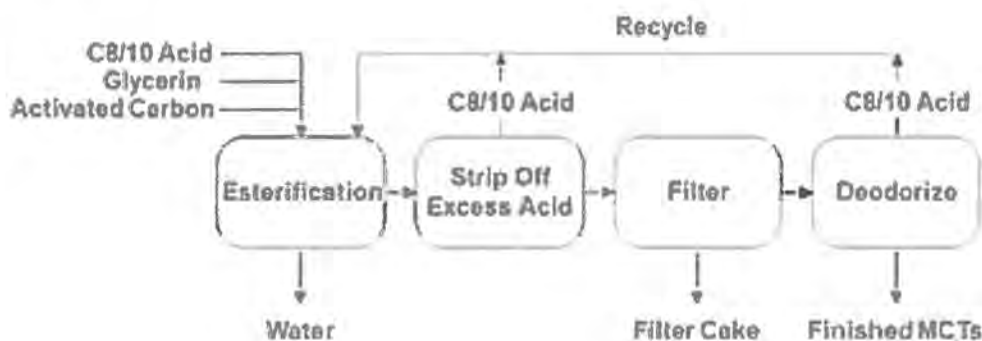 Recycle
C8/10 Acid
Glycerin
Activated Carbon
C8/10 Acid
C8/10 Acid
Esterification
Strip Off
Excess Acid
Filter
Deodorize
Water
Filter Cake
Finished MCTs